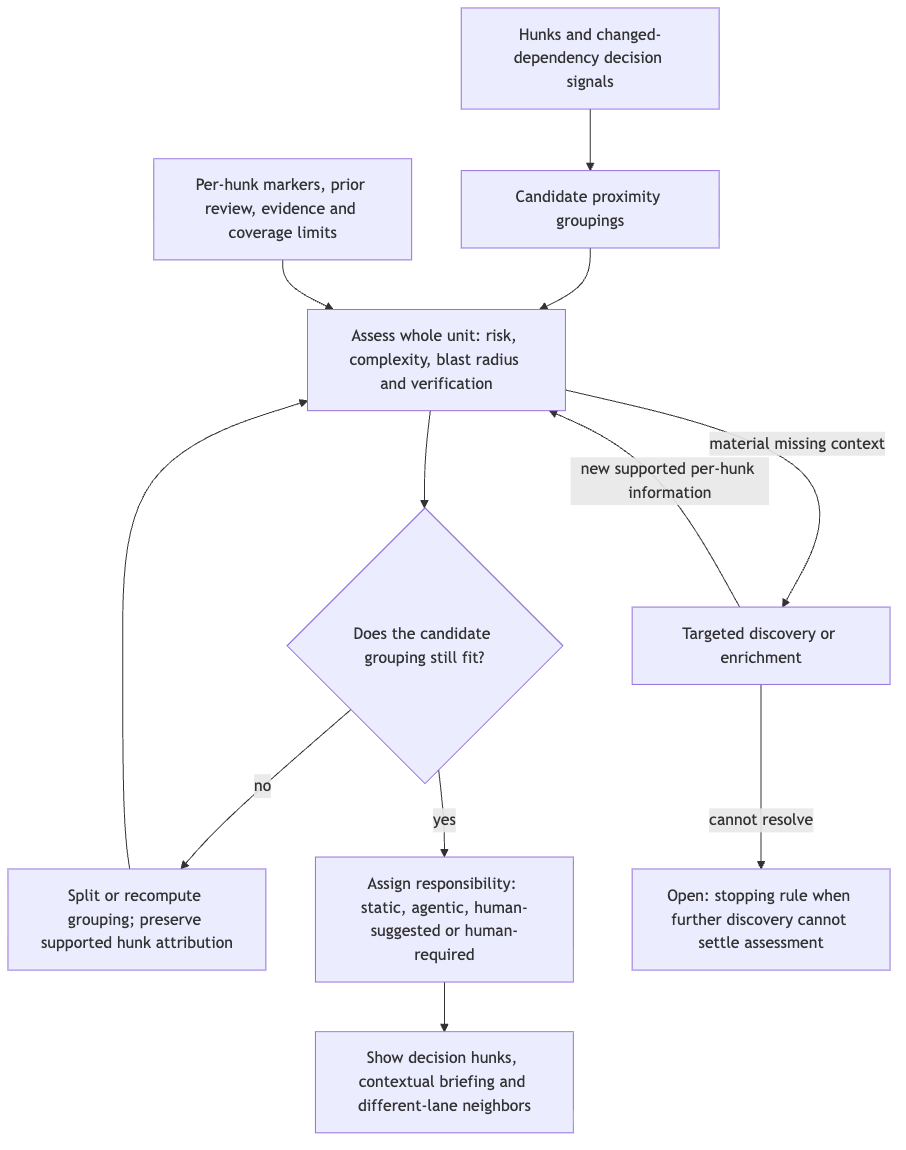 Hunks and changed-
dependency decision
signals
Per-hunk markers, prior
review, evidence and
coverage limits
Candidate proximity
groupings
Assess whole unit: risk,
complexity, blast radius
and verification
material missing context
new supported per-hunk
information
Does the candidate
grouping still fit?
Targeted discovery or
enrichment
no
yes
cannot resolve
Split or recompute
grouping; preserve
supported hunk attribution
Assign responsibility:
static, agentic, human-
suggested or human-
required
Open: stopping rule when
further discovery cannot
settle assessment
Show decision hunks,
contextual briefing and
different-lane neighbors